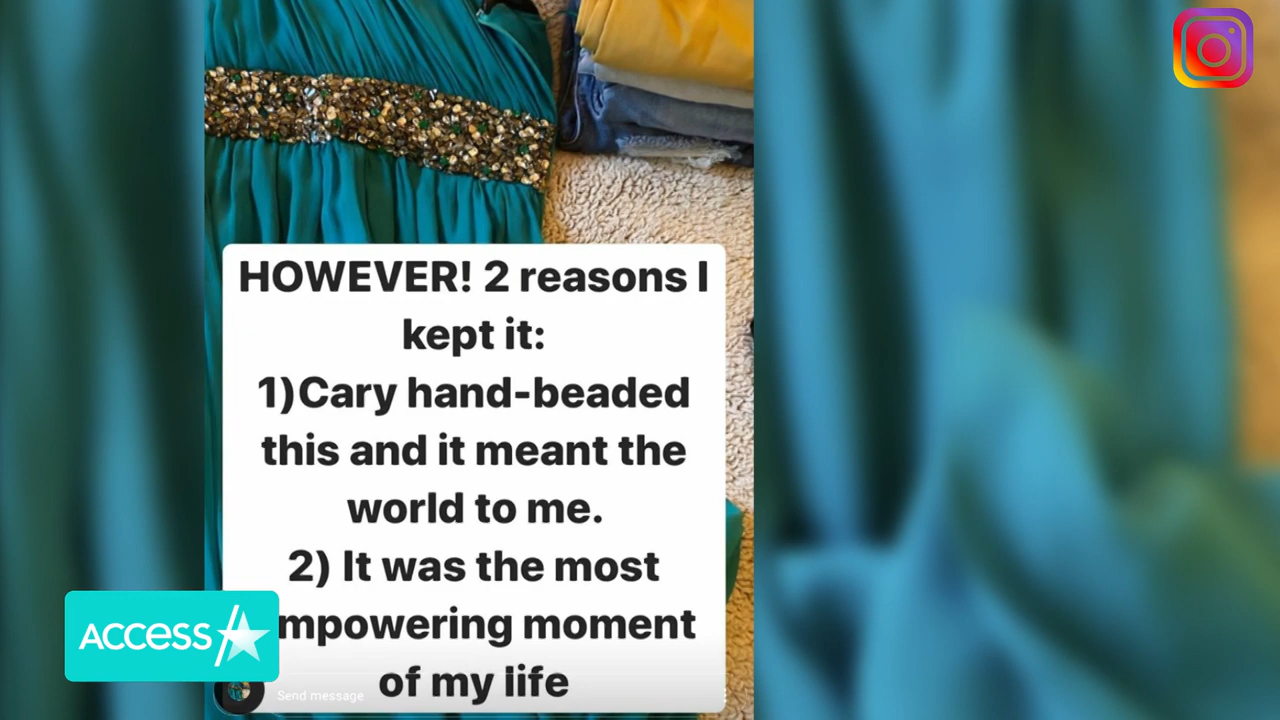 HOWEVER! 2 reasons I
kept it:
1)Cary hand-beaded
this and it meant the
world to me.
2) It was the most
mpowering moment
of my life
ACCESS
Send message